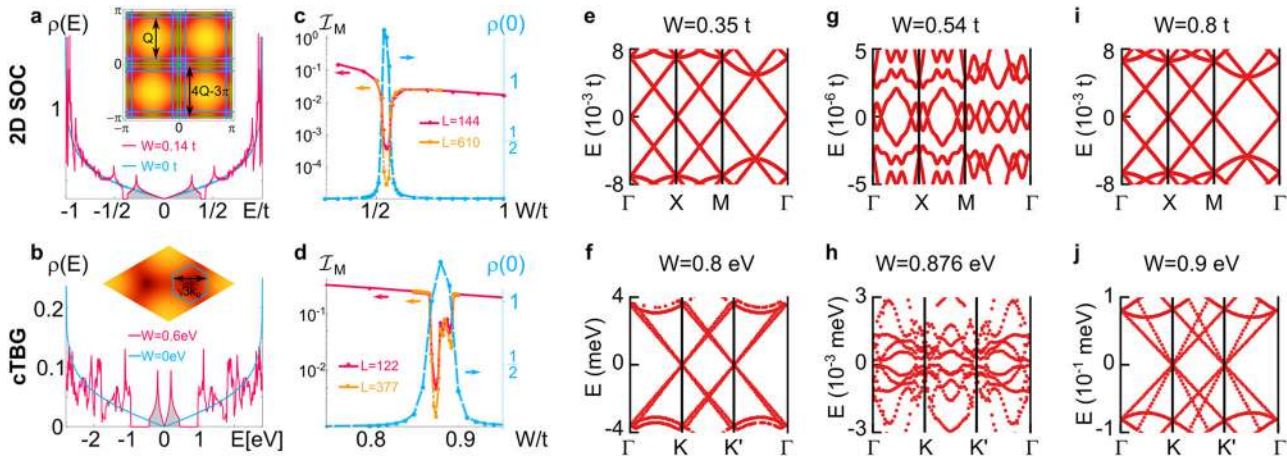 2D SOC
a
ρ(E)
1
π
0
-π
Q
4Q-3π
-π 0 π
W=0.14 t
W=0 t
-1 -1/2 0 1/2 E/t
c
I_M
ρ(0)
10⁰
10⁻¹
10⁻²
10⁻³
10⁻⁴
10⁻⁵
1
1/2
L=144
L=610
1/2 1 W/t
e
W=0.35 t
E (10⁻³ t)
8
0
-8
Γ X M Γ
g
W=0.54 t
E (10⁻⁶ t)
5
0
-5
Γ X M Γ
i
W=0.8 t
E (10⁻³ t)
8
0
-8
Γ X M Γ
cTBG
b
ρ(E)
0.2
0.1
0
W=0.6eV
W=0eV
-2 -1 0 1 E[eV]
d
I_M
ρ(0)
10⁻¹
10⁻²
1
1/2
L=122
L=377
0.8 0.9 W/t
f
W=0.8 eV
E (meV)
4
0
-4
Γ K K' Γ
h
W=0.876 eV
E (10⁻³ meV)
3
0
-3
Γ K K' Γ
j
W=0.9 eV
E (10⁻¹ meV)
1
0
-1
Γ K K' Γ